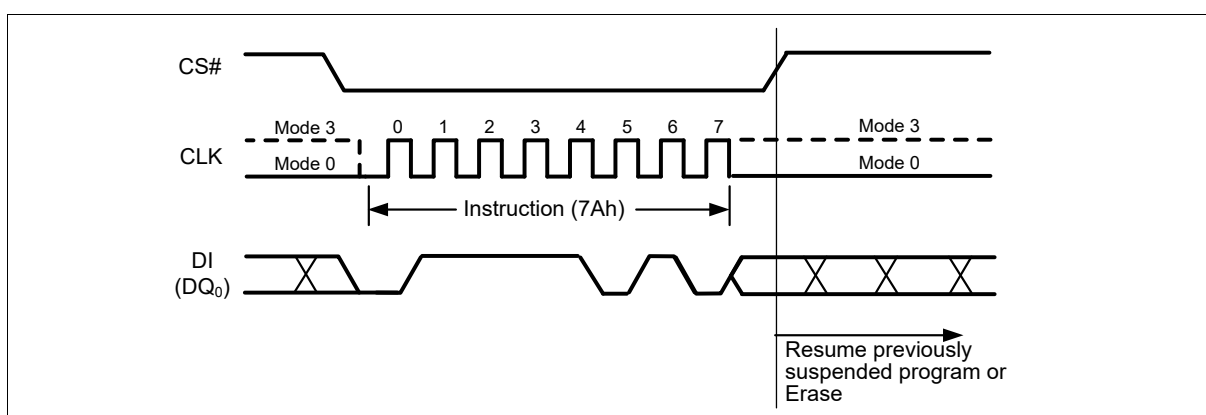 CS#
Mode 3
0 1 2 3 4 5 6 7
Mode 3
CLK
Mode 0
Mode 0
Instruction (7Ah)
DI
(DQ₀)
Resume previously
suspended program or
Erase